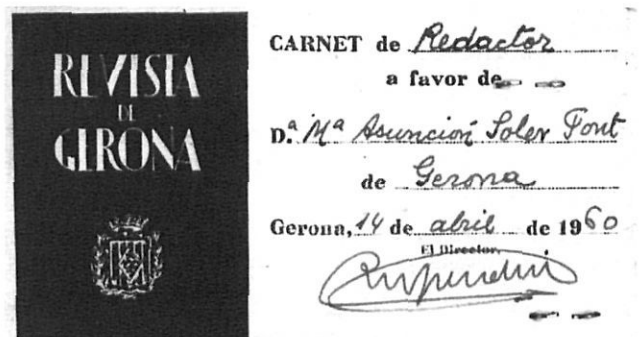 REVISTA
DE
GERONA
CARNET de Redactor
a favor de
D.ª Mª Asunción Soler Font
de Gerona
Gerona, 14 de abril de 1960
El Director,